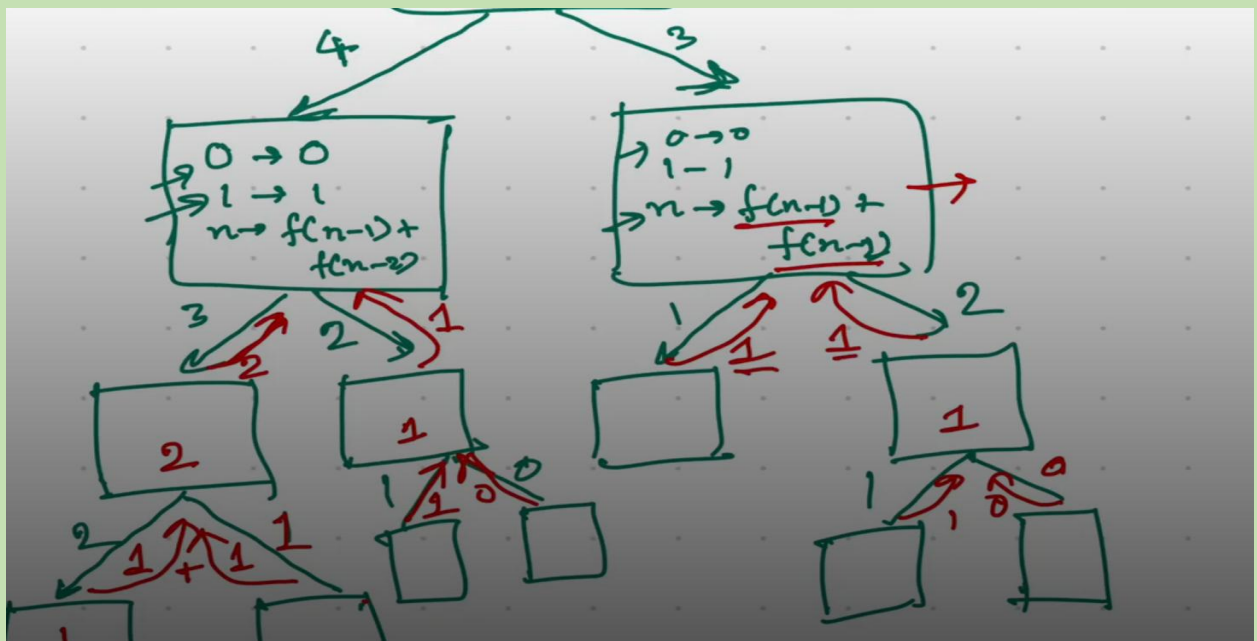 4 3
0 → 0
1 → 1
n → f(n-1) +
f(n-2)
0 → 0
1 - 1
n → f(n-1) +
f(n-2)
3 2 2 1
1 1 1 2
2 1 1
1 1 0 0
1 1 0 0
2 1 + 1 1
1